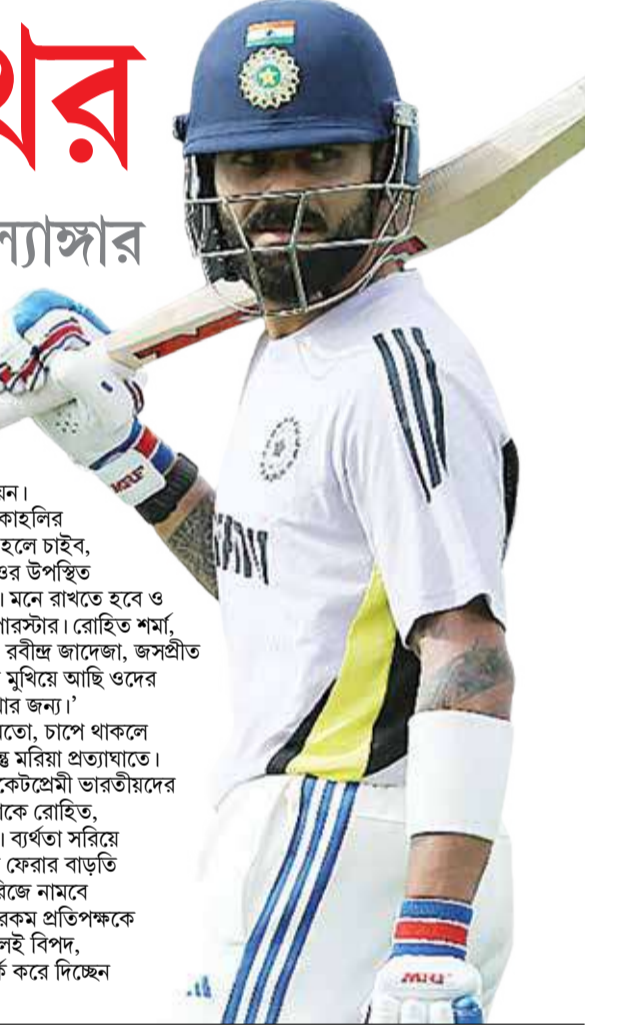 থর
ল্যাঙ্গার
য়ন।
কোহলির
হলে চাইব,
ওর উপস্থিত
। মনে রাখতে হবে ও
পারস্টার। রোহিত শর্মা,
রবীন্দ্র জাদেজা, জসপ্রীত
মুখিয়ে আছি ওদের
ার জন্য।'
মতো, চাপে থাকলে
্তু মরিয়া প্রত্যাঘাতে।
কেটপ্রেমী ভারতীয়দের
াকে রোহিত,
। ব্যর্থতা সরিয়ে
ফেরার বাড়তি
রিজে নামবে
রকম প্রতিপক্ষকে
লেই বিপদ,
র্ক করে দিচ্ছেন
MRF
MRF